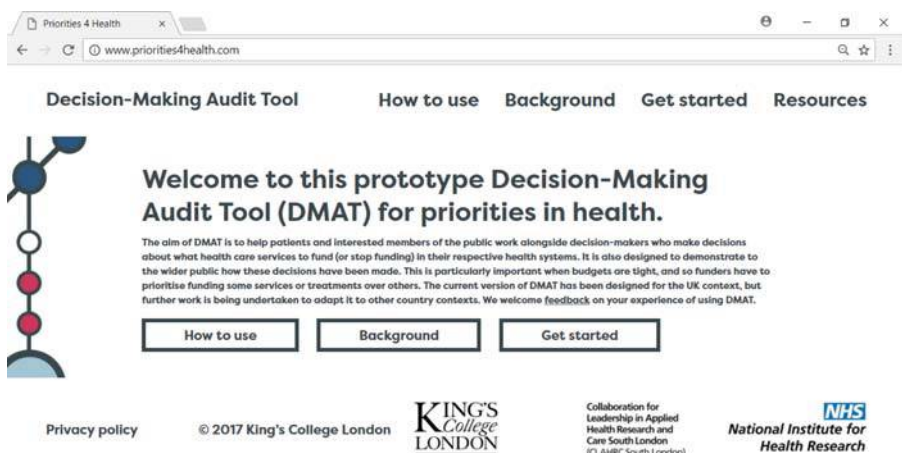 Priorities 4 Health
www.priorities4health.com
Decision-Making Audit Tool
How to use
Background
Get started
Resources
Welcome to this prototype Decision-Making
Audit Tool (DMAT) for priorities in health.
The aim of DMAT is to help patients and interested members of the public work alongside decision-makers who make decisions
about what health care services to fund (or stop funding) in their respective health systems. It is also designed to demonstrate to
the wider public how these decisions have been made. This is particularly important when budgets are tight, and so funders have to
prioritise funding some services or treatments over others. The current version of DMAT has been designed for the UK context, but
further work is being undertaken to adapt it to other country contexts. We welcome feedback on your experience of using DMAT.
How to use
Background
Get started
Privacy policy
© 2017 King's College London
KING'S
College
LONDON
Collaboration for
Leadership in Applied
Health Research and
Care South London
(CLAHRC South London)
NHS
National Institute for
Health Research